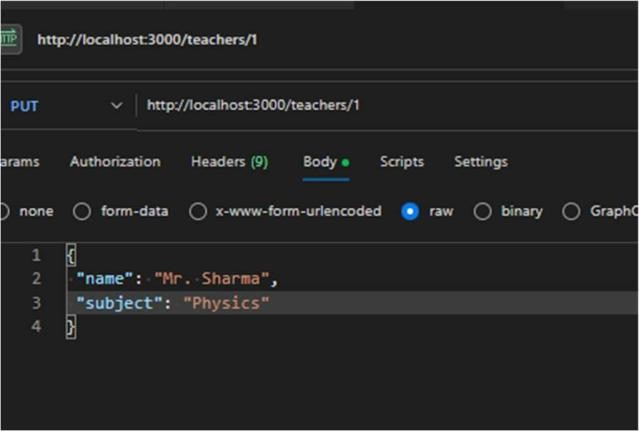 HTTP http://localhost:3000/teachers/1
PUT http://localhost:3000/teachers/1
arams Authorization Headers (9) Body Scripts Settings
none form-data x-www-form-urlencoded raw binary GraphQ
1 {
2 "name": "Mr. Sharma",
3 "subject": "Physics"
4 }